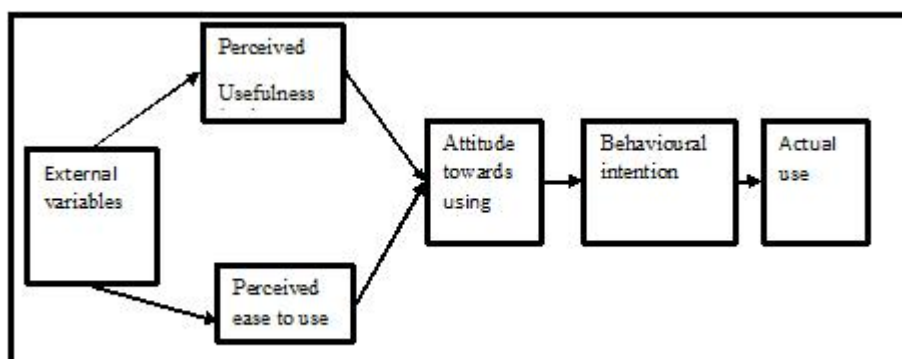 Perceived
Usefulness
External
variables
Perceived
ease to use
Attitude
towards
using
Behavioural
intention
Actual
use